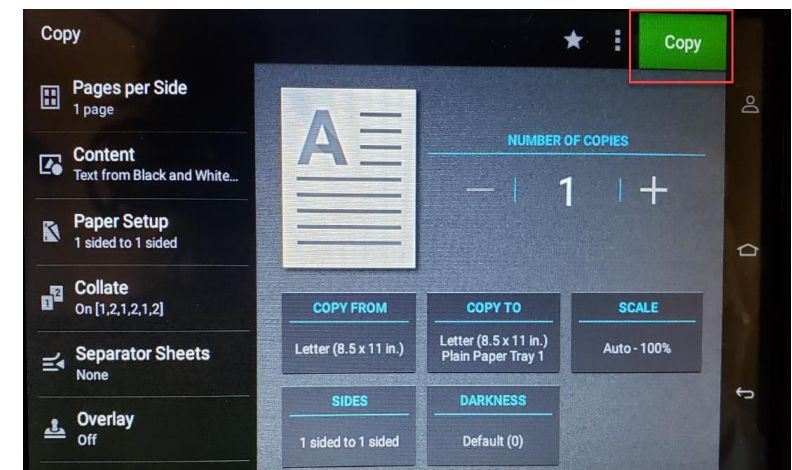 Copy
Copy
Pages per Side
1 page
Content
Text from Black and White...
Paper Setup
1 sided to 1 sided
Collate
On [1,2,1,2,1,2]
Separator Sheets
None
Overlay
Off
A
NUMBER OF COPIES
1
COPY FROM
Letter (8.5 x 11 in.)
COPY TO
Letter (8.5 x 11 in.)
Plain Paper Tray 1
SCALE
Auto - 100%
SIDES
1 sided to 1 sided
DARKNESS
Default (0)